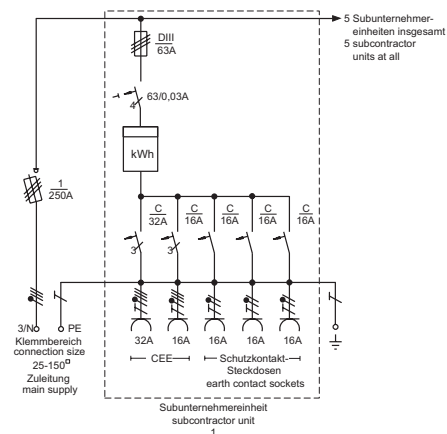 DIII
63A
5 Subunternehmer-
einheiten insgesamt
5 subcontractor
units at all
63/0,03A
4
kWh
1
250A
C
32A
C
16A
C
16A
C
16A
C
16A
3
3
3/N
PE
Klemmbereich
connection size
25-150□
Zuleitung
main supply
32A
16A
16A
16A
16A
CEE
Schutzkontakt-
Steckdosen
earth contact sockets
Subunternehmereinheit
subcontractor unit
1